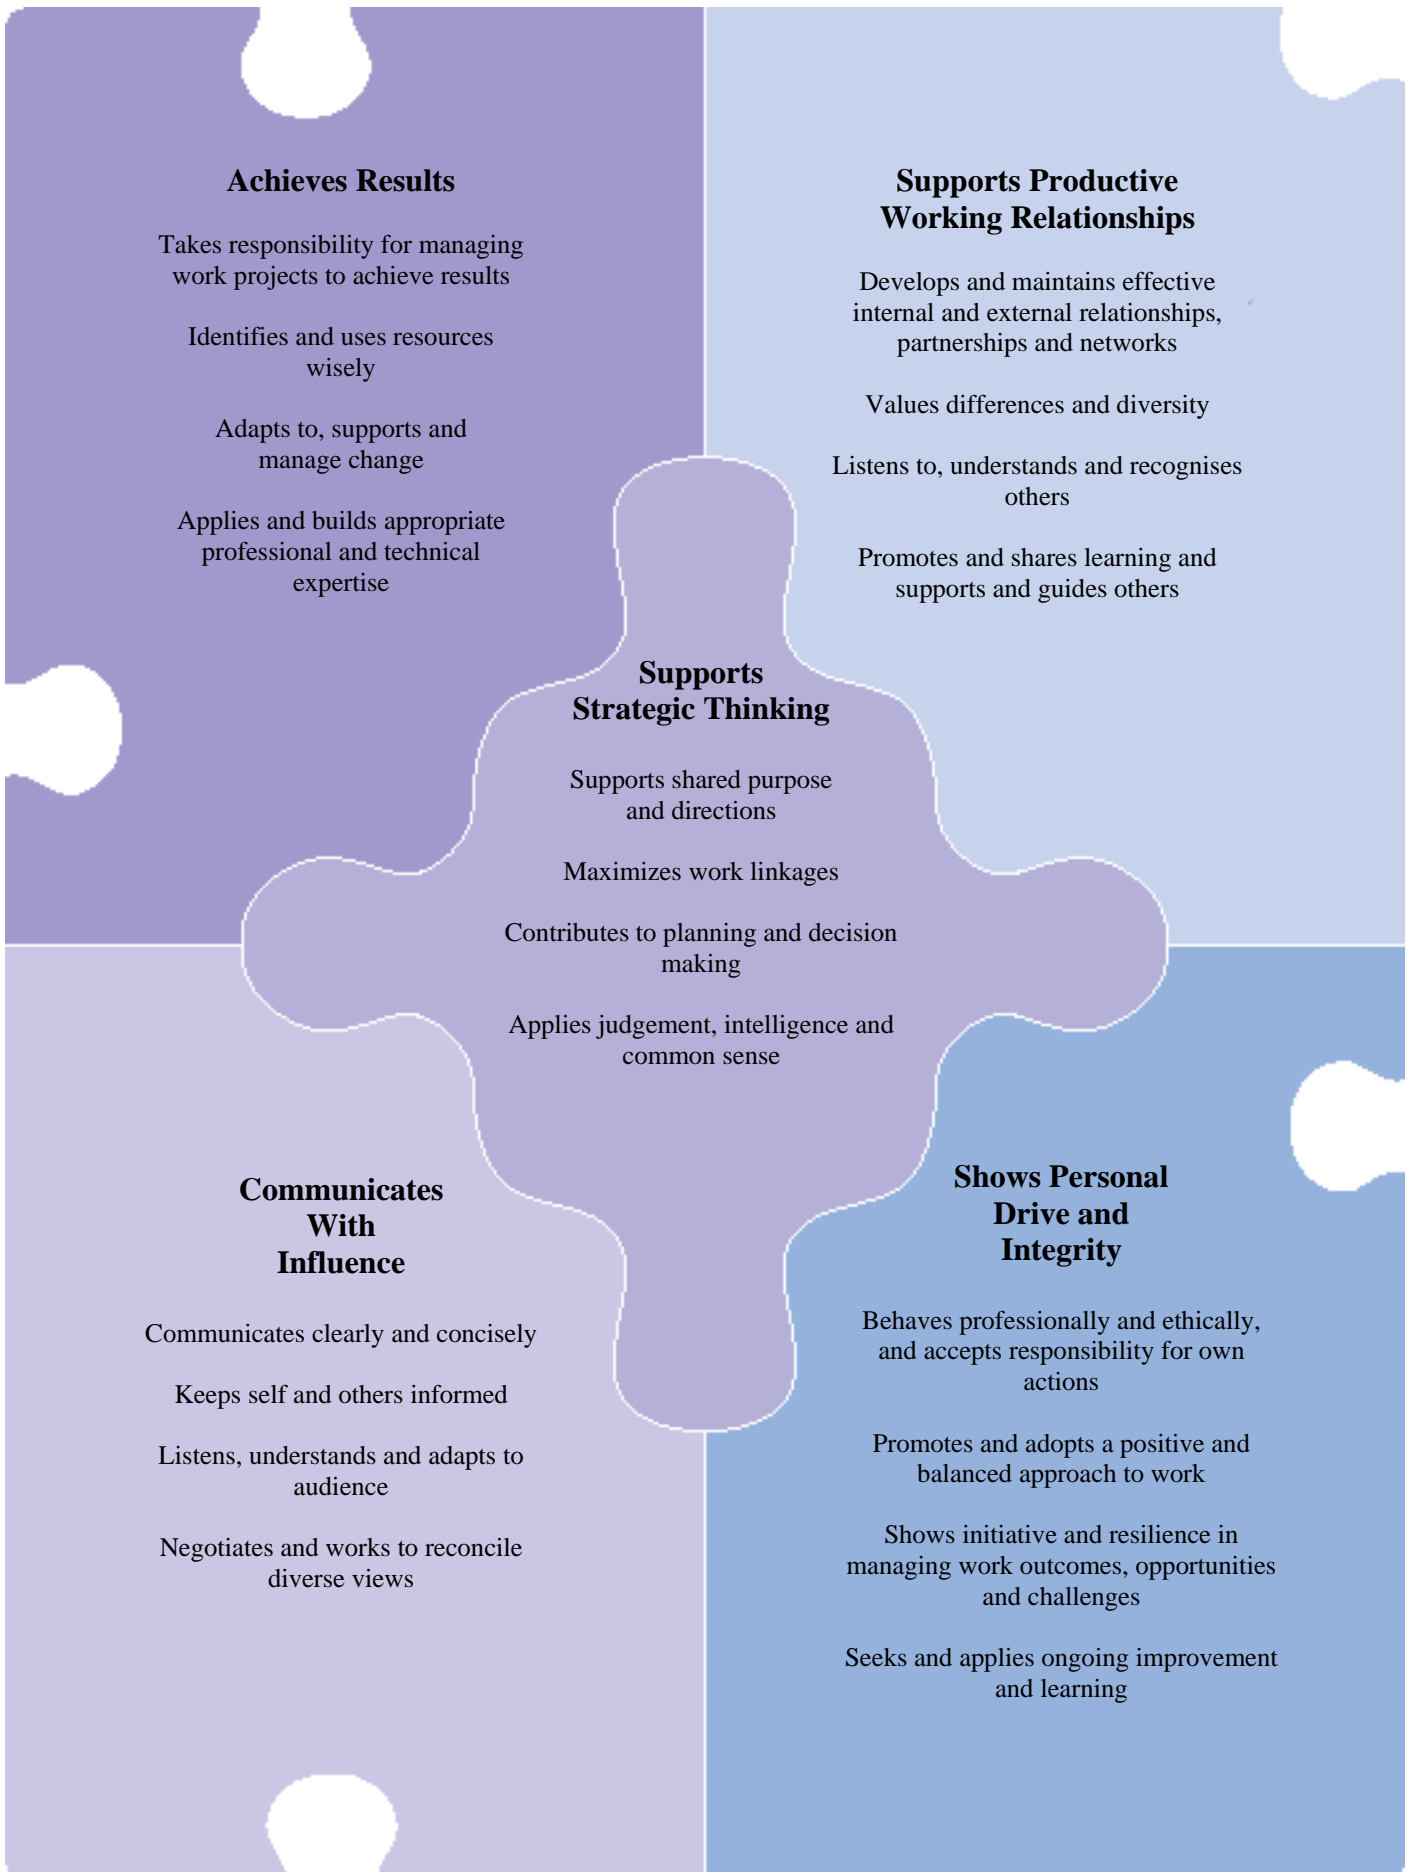 Achieves Results
Takes responsibility for managing
work projects to achieve results
Identifies and uses resources
wisely
Adapts to, supports and
manage change
Applies and builds appropriate
professional and technical
expertise
Supports Productive
Working Relationships
Develops and maintains effective
internal and external relationships,
partnerships and networks
Values differences and diversity
Listens to, understands and recognises
others
Promotes and shares learning and
supports and guides others
Supports
Strategic Thinking
Supports shared purpose
and directions
Maximizes work linkages
Contributes to planning and decision
making
Applies judgement, intelligence and
common sense
Communicates
With
Influence
Communicates clearly and concisely
Keeps self and others informed
Listens, understands and adapts to
audience
Negotiates and works to reconcile
diverse views
Shows Personal
Drive and
Integrity
Behaves professionally and ethically,
and accepts responsibility for own
actions
Promotes and adopts a positive and
balanced approach to work
Shows initiative and resilience in
managing work outcomes, opportunities
and challenges
Seeks and applies ongoing improvement
and learning